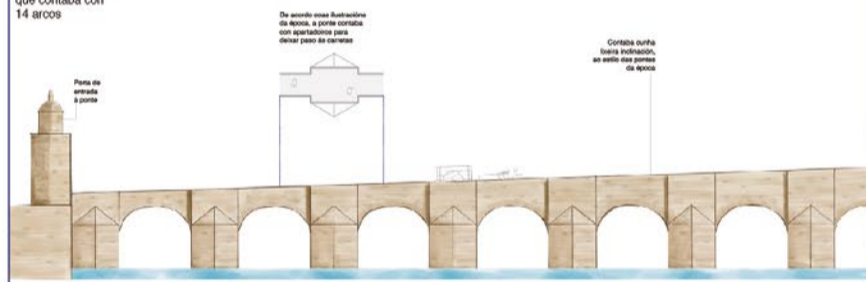 que contaba con
14 arcos
De acordo coas ilustracións
da época, a ponte contaba
con apartadoiros para
deixar paso ás carretas
Contaba cunha
lixeira inclinación,
ao estilo das pontes
da época
Porta de
entrada
á ponte